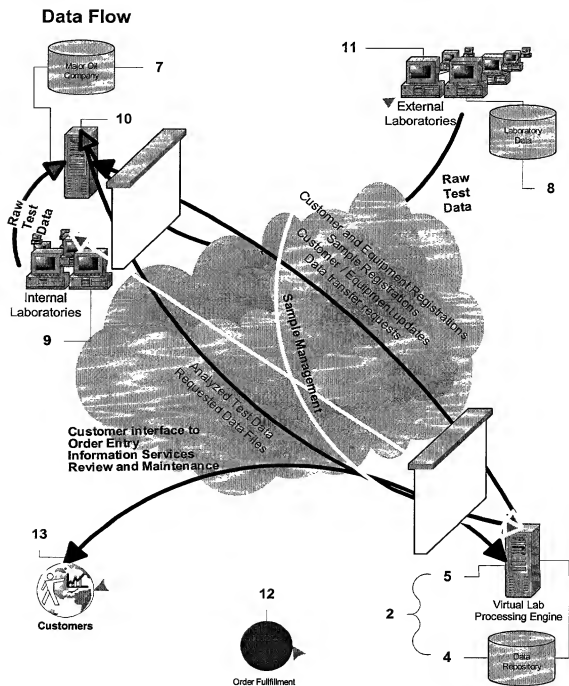 Data Flow
Major Oil
Company
7
10
11
External
Laboratories
Laboratory
Data
8
Raw
Test
Data
Raw
Test
Data
Internal
Laboratories
9
Customer and Equipment Registrations
Sample Registrations
Customer / Equipment updates
Data transfer requests
Sample Management
Analyzed Test Data
Requested Data Files
Customer interface to
Order Entry
Information Services
Review and Maintenance
13
Customers
12
Order Fullfillment
2
5
Virtual Lab
Processing Engine
4
Data
Repository